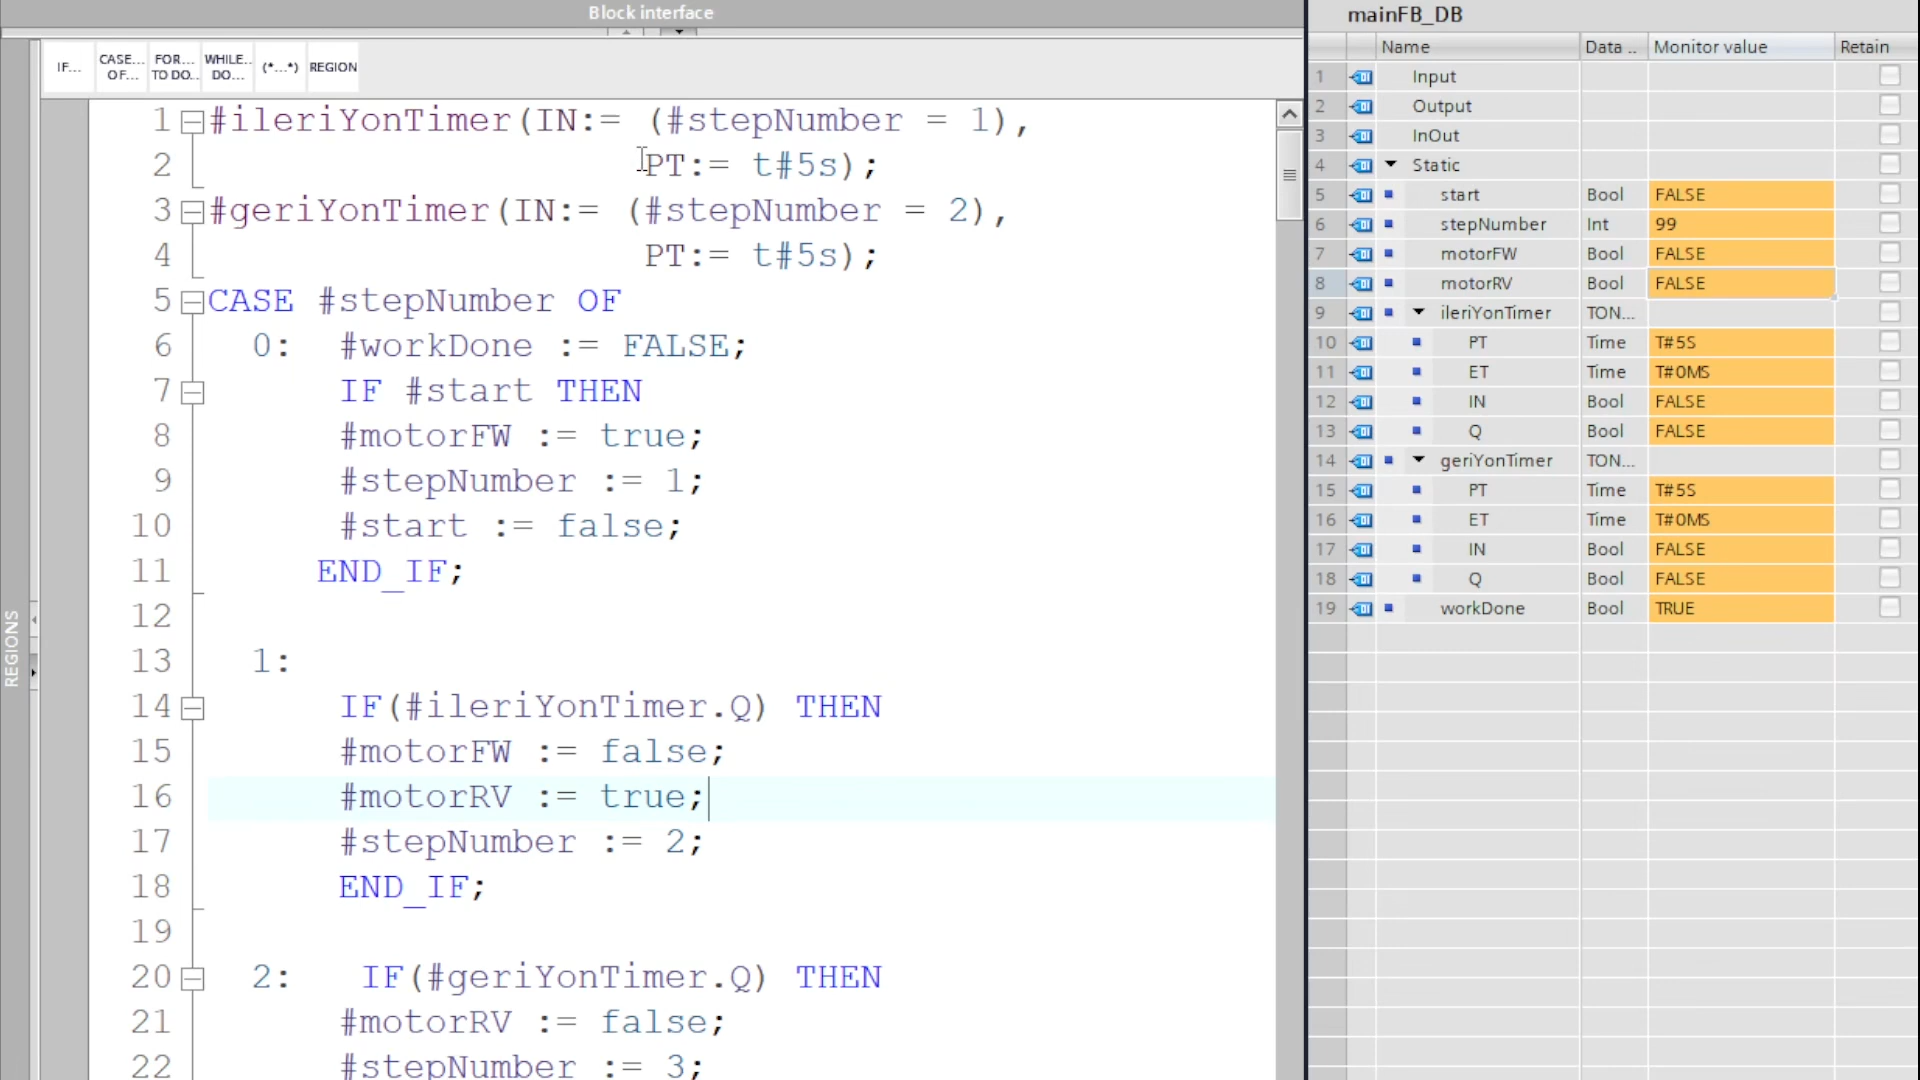 Block interface
IF...
CASE... OF...
FOR... TO DO...
WHILE.. DO...
(*...*)
REGION
REGIONS
1 #ileriYonTimer(IN:= (#stepNumber = 1),
2 PT:= t#5s);
3 #geriYonTimer(IN:= (#stepNumber = 2),
4 PT:= t#5s);
5 CASE #stepNumber OF
6 0: #workDone := FALSE;
7 IF #start THEN
8 #motorFW := true;
9 #stepNumber := 1;
10 #start := false;
11 END_IF;
12
13 1:
14 IF(#ileriYonTimer.Q) THEN
15 #motorFW := false;
16 #motorRV := true;
17 #stepNumber := 2;
18 END_IF;
19
20 2: IF(#geriYonTimer.Q) THEN
21 #motorRV := false;
22 #stepNumber := 3;
mainFB_DB
Name Data .. Monitor value Retain
1 Input
2 Output
3 InOut
4 Static
5 start Bool FALSE
6 stepNumber Int 99
7 motorFW Bool FALSE
8 motorRV Bool FALSE
9 ileriYonTimer TON...
10 PT Time T#5S
11 ET Time T#0MS
12 IN Bool FALSE
13 Q Bool FALSE
14 geriYonTimer TON...
15 PT Time T#5S
16 ET Time T#0MS
17 IN Bool FALSE
18 Q Bool FALSE
19 workDone Bool TRUE